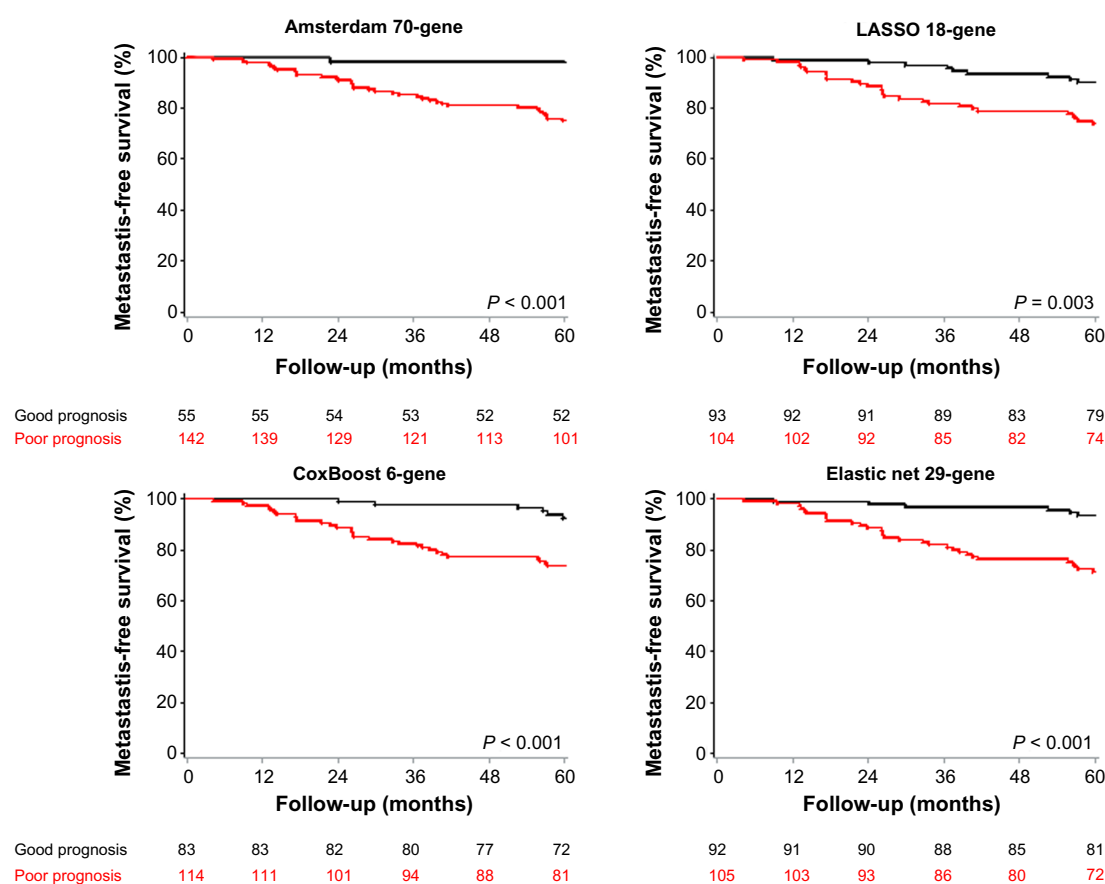 Amsterdam 70-gene
Metastastis-free survival (%)
100
80
60
40
20
0
P < 0.001
0 12 24 36 48 60
Follow-up (months)
LASSO 18-gene
Metastastis-free survival (%)
100
80
60
40
20
0
P = 0.003
0 12 24 36 48 60
Follow-up (months)
Good prognosis 55 55 54 53 52 52 93 92 91 89 83 79
Poor prognosis 142 139 129 121 113 101 104 102 92 85 82 74
CoxBoost 6-gene
Metastastis-free survival (%)
100
80
60
40
20
0
P < 0.001
0 12 24 36 48 60
Follow-up (months)
Elastic net 29-gene
Metastastis-free survival (%)
100
80
60
40
20
0
P < 0.001
0 12 24 36 48 60
Follow-up (months)
Good prognosis 83 83 82 80 77 72 92 91 90 88 85 81
Poor prognosis 114 111 101 94 88 81 105 103 93 86 80 72